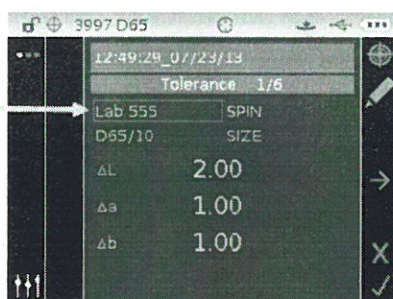 3997 D65
12:49:29_07/23/13
Tolerance 1/6
Lab 555 SPIN
D65/10 SIZE
ΔL 2.00
Δa 1.00
Δb 1.00